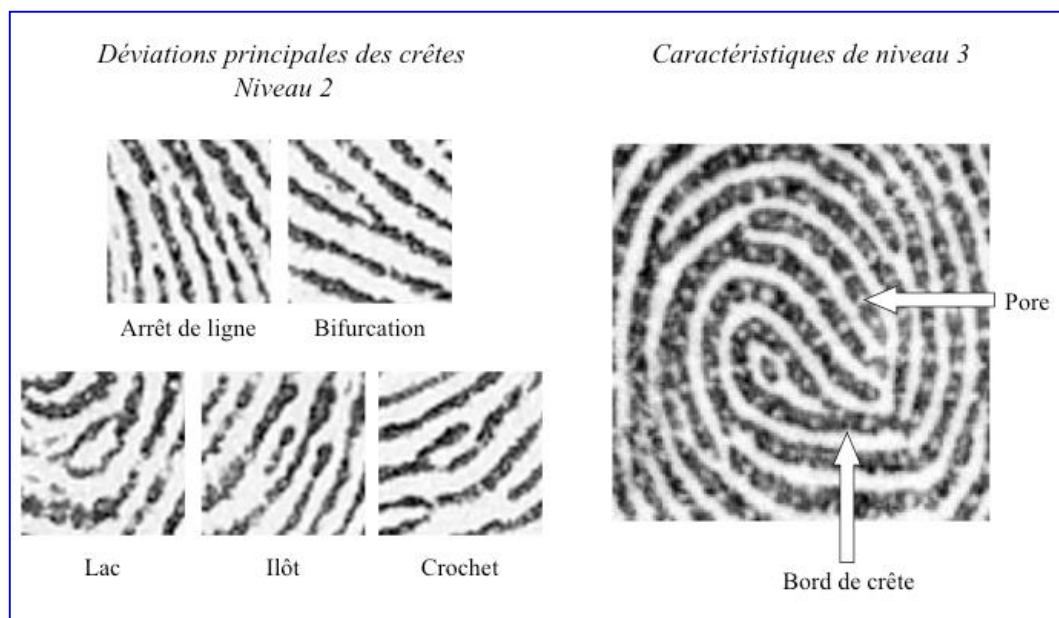 Déviations principales des crêtes
Niveau 2
Arrêt de ligne
Bifurcation
Lac
Ilôt
Crochet
Caractéristiques de niveau 3
Pore
Bord de crête